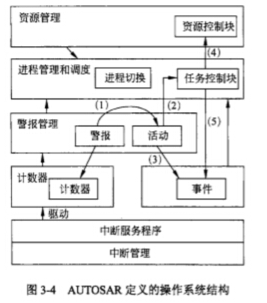 资源管理
资源控制块
(4)
进程管理和调度
进程切换
任务控制块
(1)
(2)
(5)
警报管理
警报
活动
(3)
计数器
计数器
事件
驱动
中断服务程序
中断管理
图 3-4 AUTOSAR 定义的操作系统结构